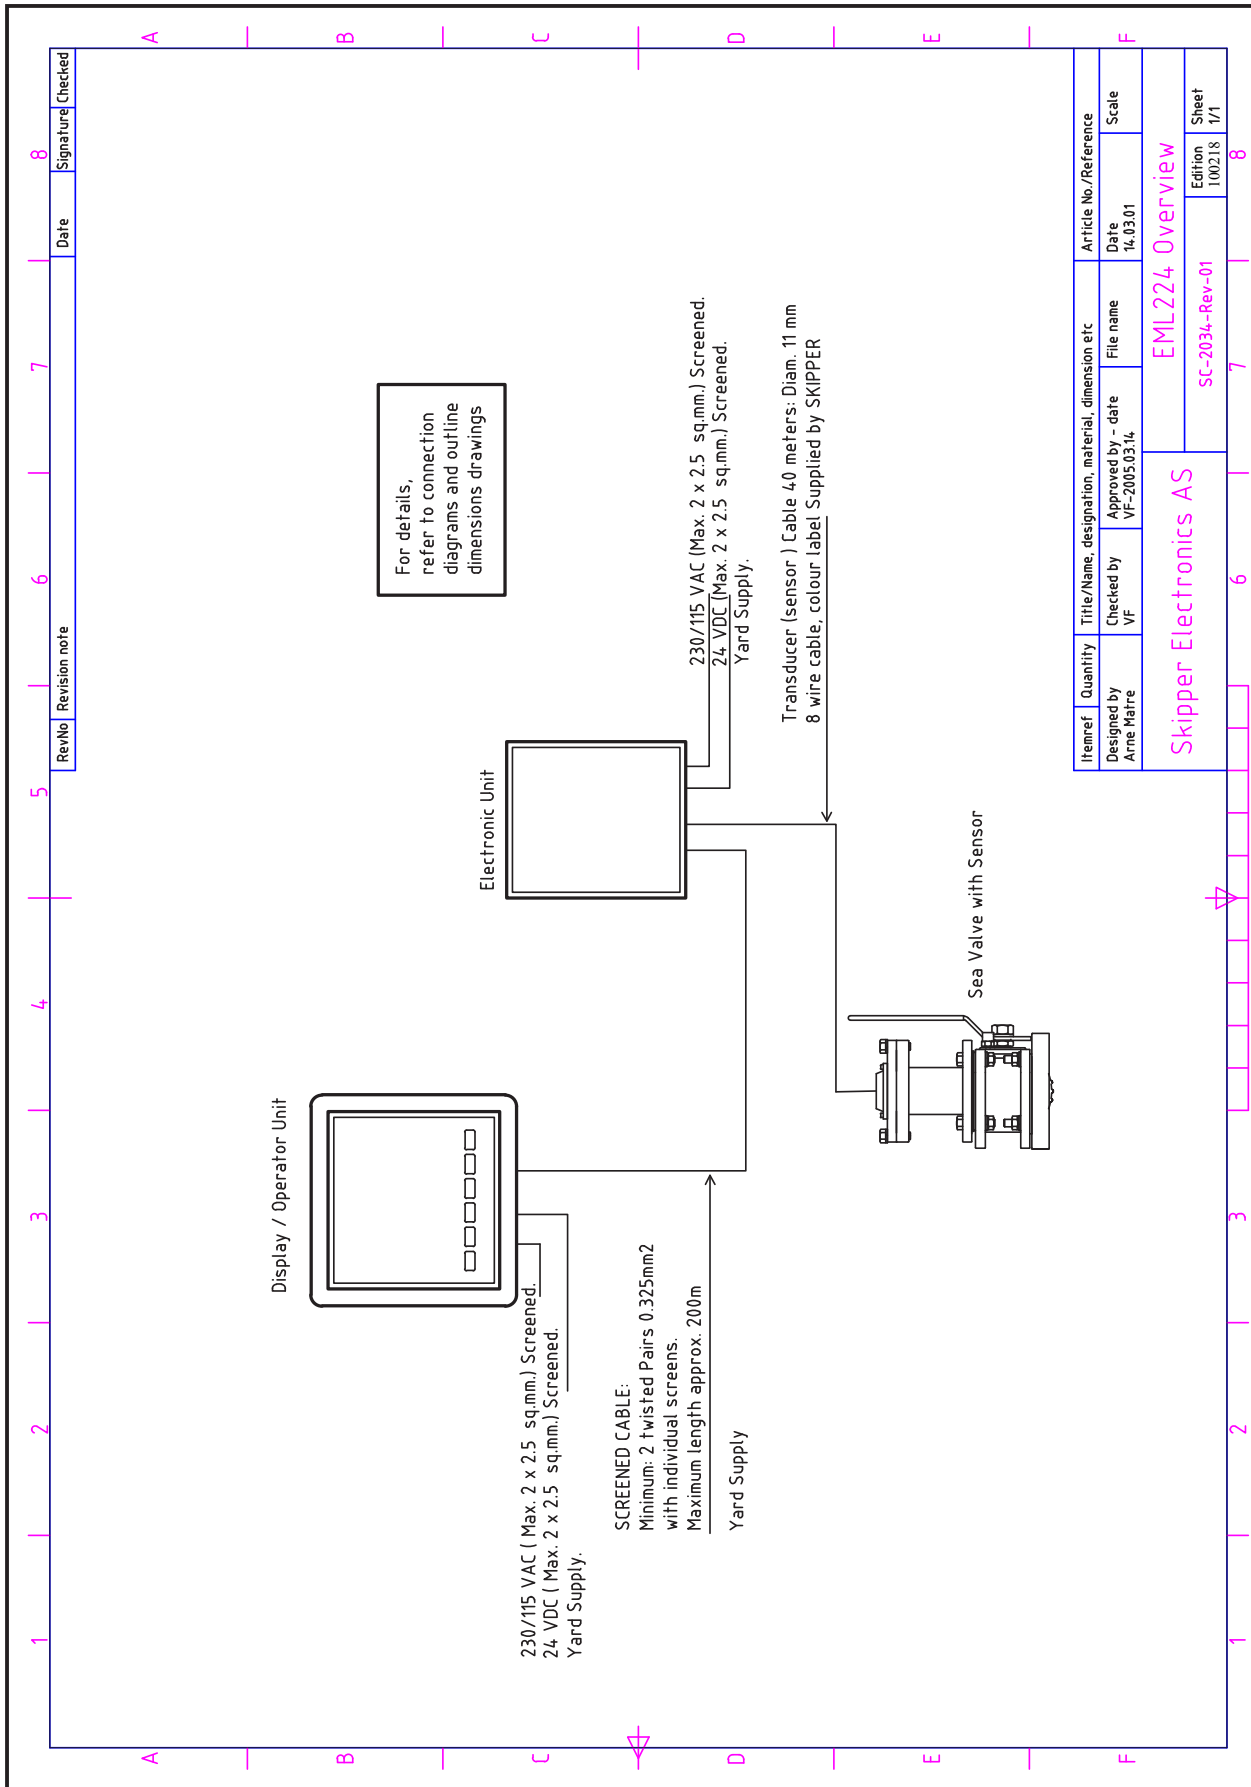 1
2
3
4
5
6
7
8
A
B
C
D
E
F
RevNo
Revision note
Date
Signature
Checked
Display / Operator Unit
Electronic Unit
For details,
refer to connection
diagrams and outline
dimensions drawings
230/115 VAC ( Max. 2 x 2.5 sq.mm.) Screened.
24 VDC ( Max. 2 x 2.5 sq.mm.) Screened.
Yard Supply.
SCREENED CABLE:
Minimum: 2 twisted Pairs 0.325mm2
with individual screens.
Maximum length approx. 200m
Yard Supply
230/115 VAC (Max. 2 x 2.5 sq.mm.) Screened.
24 VDC (Max. 2 x 2.5 sq.mm.) Screened.
Yard Supply.
Transducer (sensor ) Cable 40 meters: Diam. 11 mm
8 wire cable, colour label Supplied by SKIPPER
Sea Valve with Sensor
Itemref
Quantity
Title/Name, designation, material, dimension etc
Article No./Reference
Designed by
Arne Matre
Checked by
VF
Approved by - date
VF-2005.03.14
File name
Date
14.03.01
Scale
Skipper Electronics AS
EML224 Overview
SC-2034-Rev-01
Edition
100218
Sheet
1/1
A
B
C
D
E
F
1
2
3
4
5
6
7
8